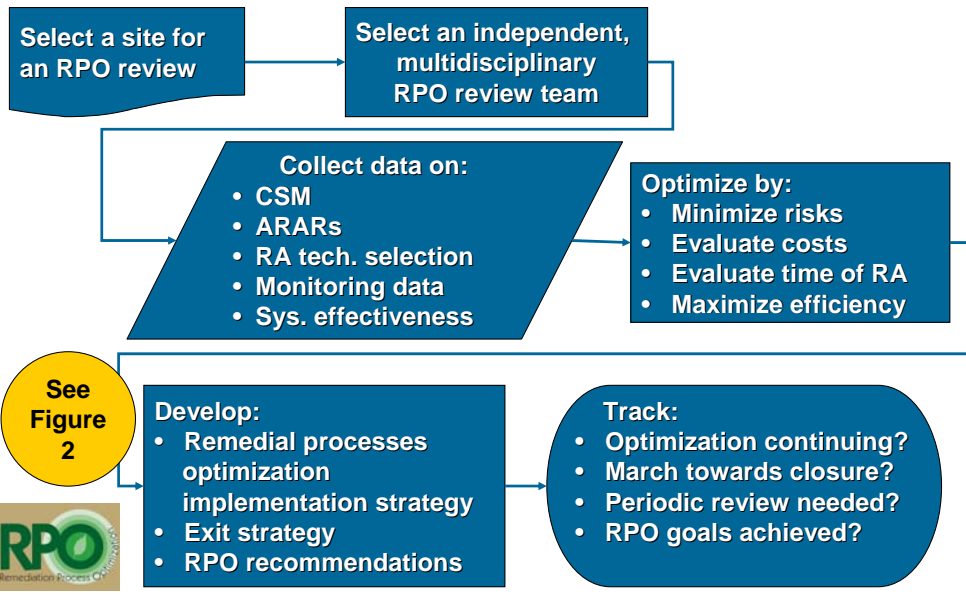 Select a site for
an RPO review
Select an independent,
multidisciplinary
RPO review team
Collect data on:
• CSM
• ARARs
• RA tech. selection
• Monitoring data
• Sys. effectiveness
Optimize by:
• Minimize risks
• Evaluate costs
• Evaluate time of RA
• Maximize efficiency
See
Figure
2
Develop:
• Remedial processes
optimization
implementation strategy
• Exit strategy
• RPO recommendations
Track:
• Optimization continuing?
• March towards closure?
• Periodic review needed?
• RPO goals achieved?
RPO
Remediation Process